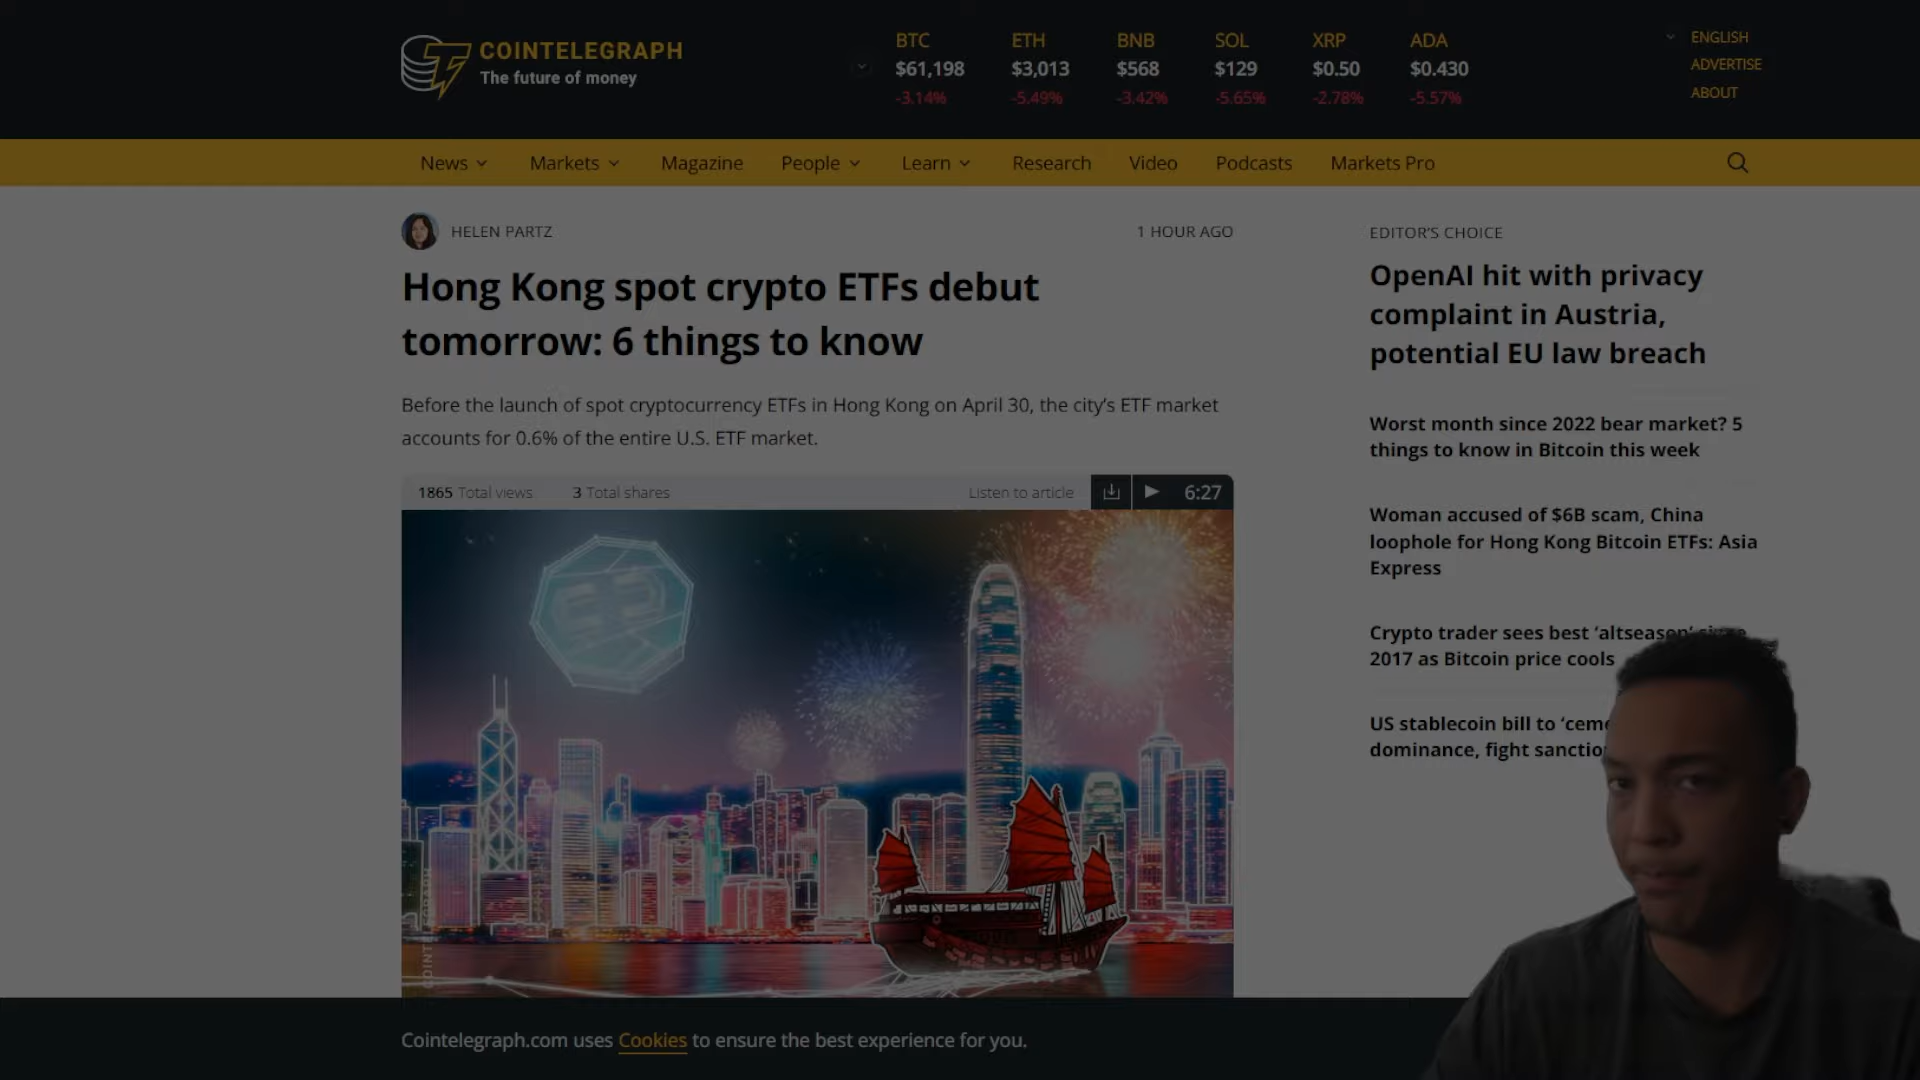 COINTELEGRAPH
The future of money
BTC
$61,198
-3.14%
ETH
$3,013
-5.49%
BNB
$568
-3.42%
SOL
$129
-5.65%
XRP
$0.50
-2.78%
ADA
$0.430
-5.57%
ENGLISH
ADVERTISE
ABOUT
News
Markets
Magazine
People
Learn
Research
Video
Podcasts
Markets Pro
HELEN PARTZ
1 HOUR AGO
Hong Kong spot crypto ETFs debut
tomorrow: 6 things to know
Before the launch of spot cryptocurrency ETFs in Hong Kong on April 30, the city's ETF market
accounts for 0.6% of the entire U.S. ETF market.
1865 Total views
3 Total shares
Listen to article
6:27
EDITOR'S CHOICE
OpenAI hit with privacy
complaint in Austria,
potential EU law breach
Worst month since 2022 bear market? 5
things to know in Bitcoin this week
Woman accused of $6B scam, China
loophole for Hong Kong Bitcoin ETFs: Asia
Express
Crypto trader sees best 'altseason'
2017 as Bitcoin price cools
US stablecoin bill to
dominance, fight
Cointelegraph.com uses Cookies to ensure the best experience for you.